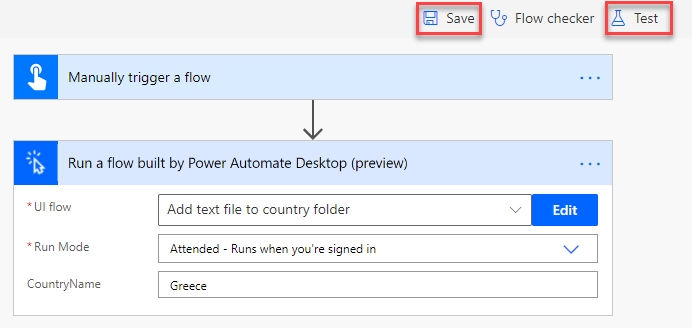 Save Flow checker Test
Manually trigger a flow
Run a flow built by Power Automate Desktop (preview)
* UI flow Add text file to country folder Edit
* Run Mode Attended - Runs when you're signed in
CountryName Greece